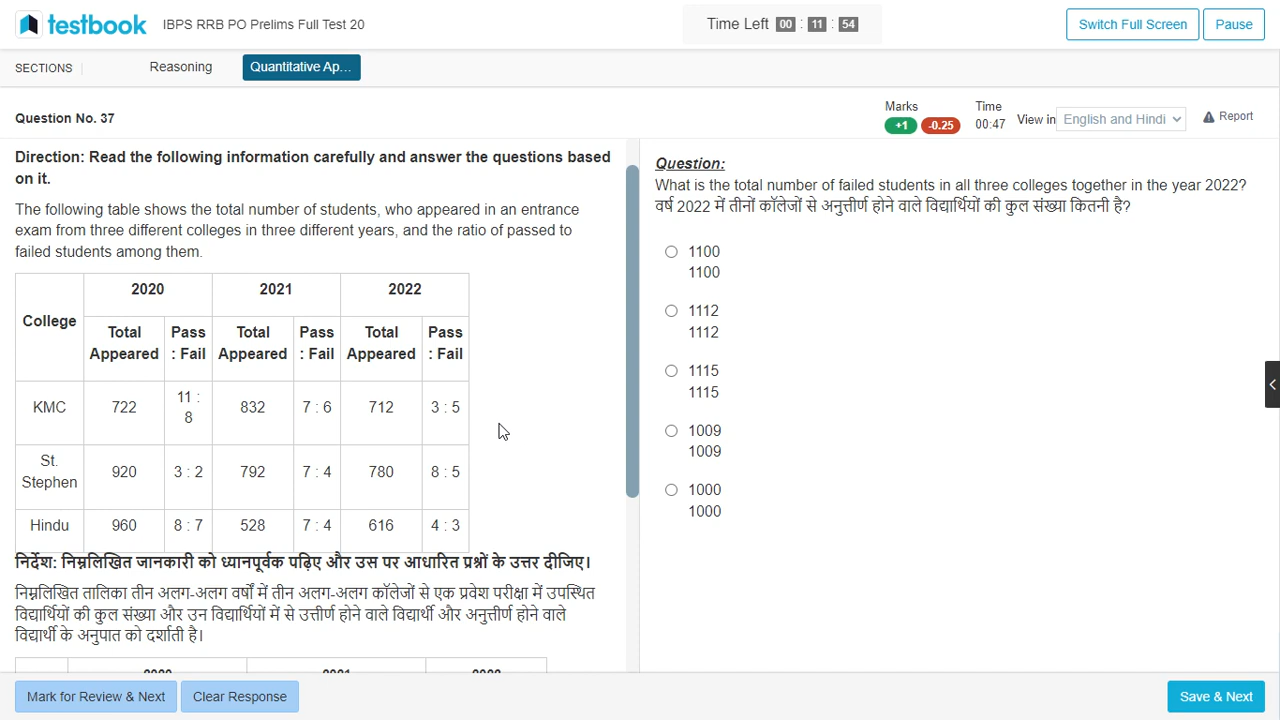 testbook
IBPS RRB PO Prelims Full Test 20
Time Left 00 : 11 : 54
Switch Full Screen
Pause
SECTIONS
Reasoning
Quantitative Ap...
Question No. 37
Marks
+1 -0.25
Time
00:47
View in English and Hindi
Report
Direction: Read the following information carefully and answer the questions based
on it.
The following table shows the total number of students, who appeared in an entrance
exam from three different colleges in three different years, and the ratio of passed to
failed students among them.
College 2020 2021 2022
Total Appeared Pass : Fail Total Appeared Pass : Fail Total Appeared Pass : Fail
KMC 722 11 : 8 832 7 : 6 712 3 : 5
St. Stephen 920 3 : 2 792 7 : 4 780 8 : 5
Hindu 960 8 : 7 528 7 : 4 616 4 : 3
निर्देश: निम्नलिखित जानकारी को ध्यानपूर्वक पढ़िए और उस पर आधारित प्रश्नों के उत्तर दीजिए।
निम्नलिखित तालिका तीन अलग-अलग वर्षों में तीन अलग-अलग कॉलेजों से एक प्रवेश परीक्षा में उपस्थित
विद्यार्थियों की कुल संख्या और उन विद्यार्थियों में से उत्तीर्ण होने वाले विद्यार्थी और अनुत्तीर्ण होने वाले
विद्यार्थी के अनुपात को दर्शाती है।
2020 2021 2022
Question:
What is the total number of failed students in all three colleges together in the year 2022?
वर्ष 2022 में तीनों कॉलेजों से अनुत्तीर्ण होने वाले विद्यार्थियों की कुल संख्या कितनी है?
1100
1100
1112
1112
1115
1115
1009
1009
1000
1000
Mark for Review & Next
Clear Response
Save & Next